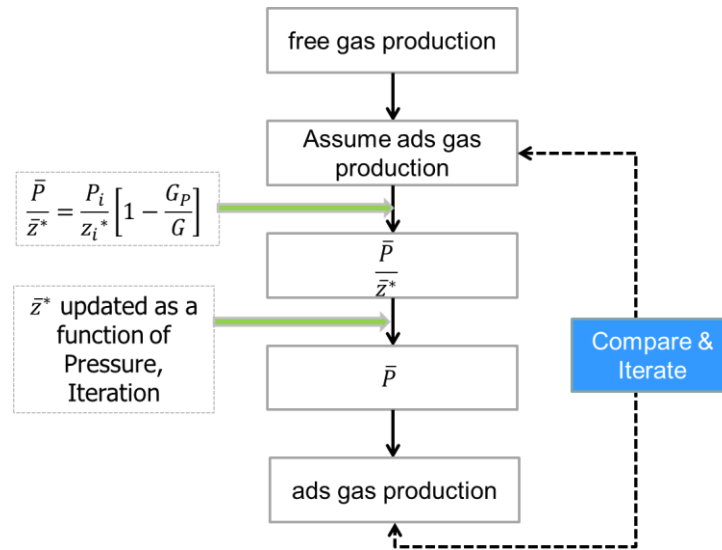 free gas production
Assume ads gas
production
P̄/z̄* = Pᵢ/zᵢ* [1 − G_P/G]
P̄/z̄*
z̄* updated as a
function of
Pressure,
Iteration
Compare &
Iterate
P̄
ads gas production